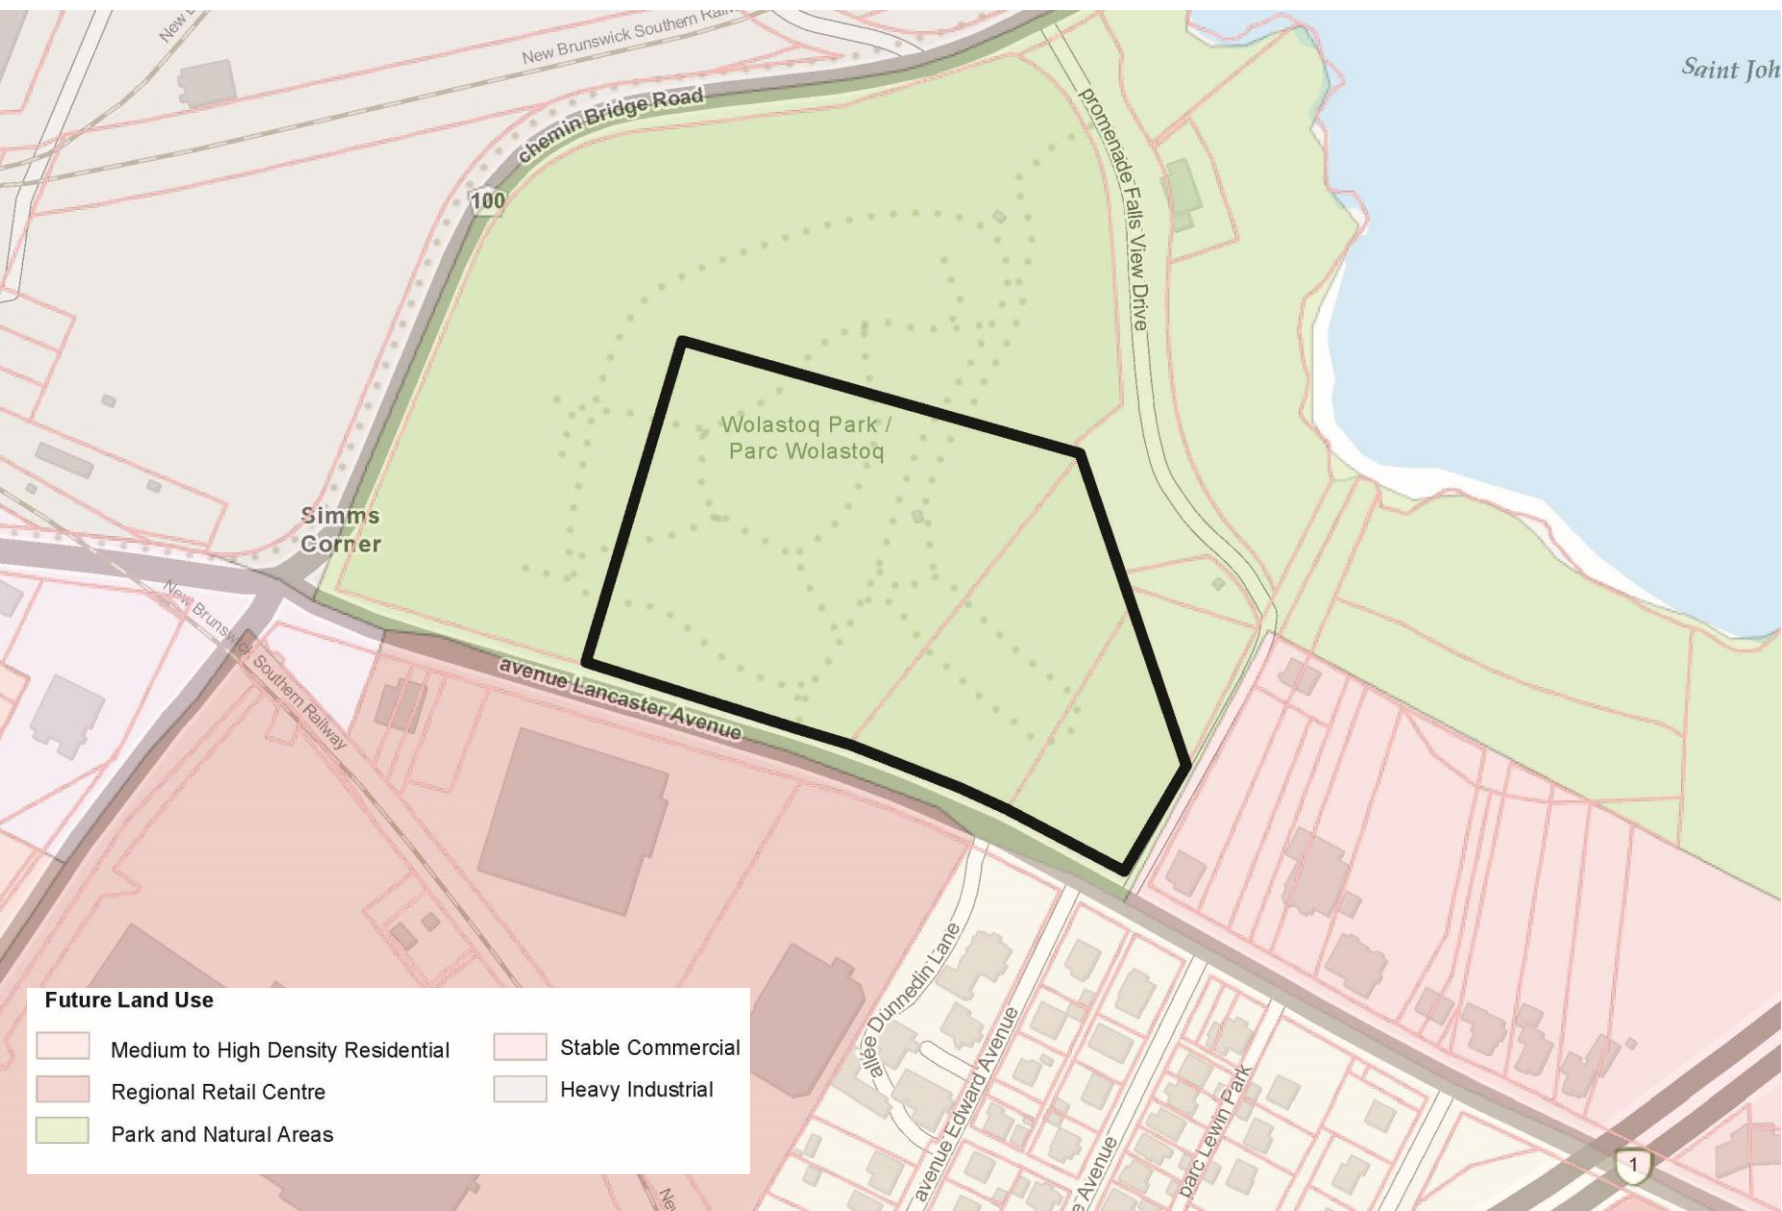 New Brunswick Southern
Saint Joh
chemin Bridge Road
100
promenade Falls View Drive
Wolastoq Park /
Parc Wolastoq
Simms
Corner
New Brunswick Southern Railway
avenue Lancaster Avenue
allée Dunnedin Lane
avenue Edward Avenue
e Avenue
parc Lewin Park
1
Future Land Use
Medium to High Density Residential
Regional Retail Centre
Park and Natural Areas
Stable Commercial
Heavy Industrial